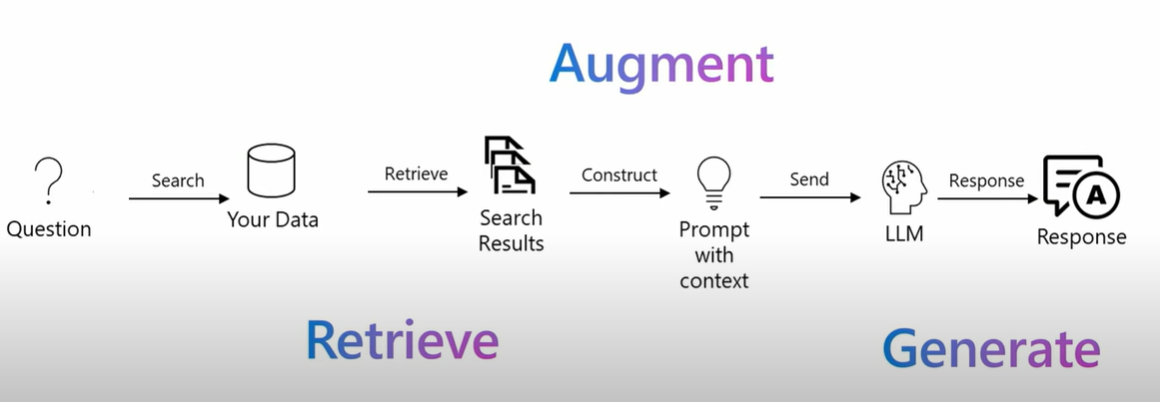 Augment
Search
Retrieve
Construct
Send
Response
Question
Your Data
Search
Results
Prompt
with
context
LLM
A
Response
Retrieve
Generate